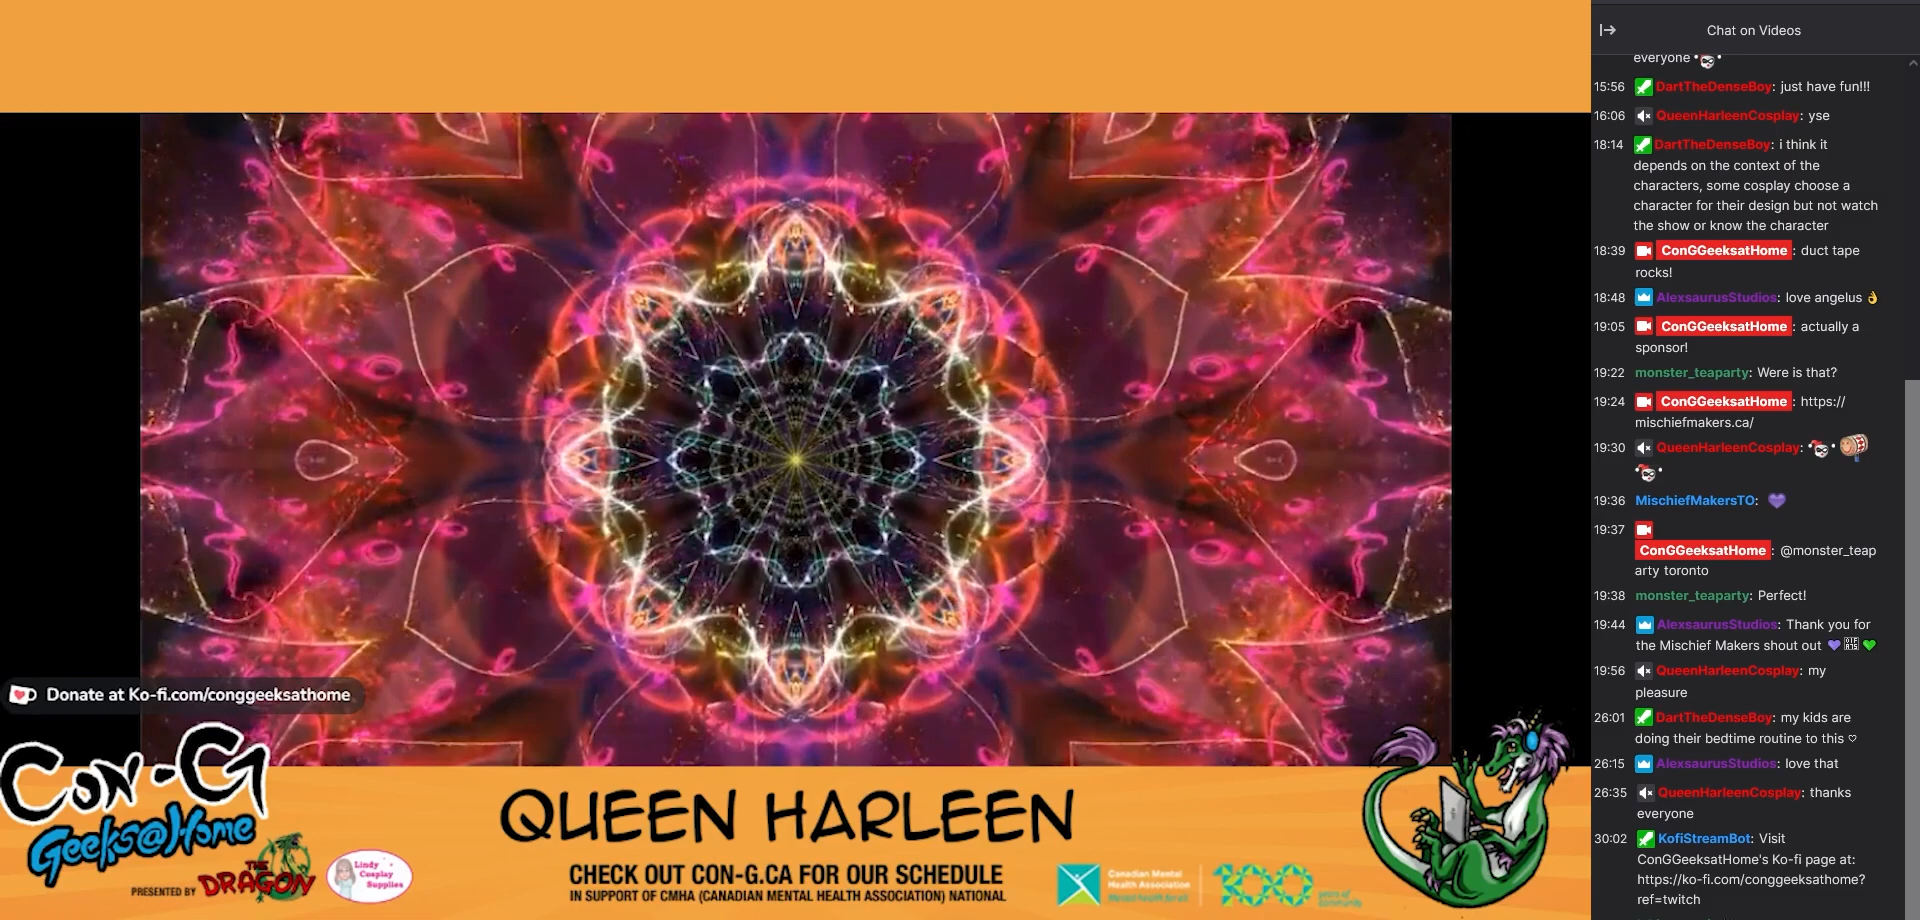 Chat on Videos
everyone
15:56 DartTheDenseBoy: just have fun!!!
16:06 QueenHarleenCosplay: yse
18:14 DartTheDenseBoy: i think it
depends on the context of the
characters, some cosplay choose a
character for their design but not watch
the show or know the character
18:39 ConGGeeksatHome: duct tape
rocks!
18:48 AlexsaurusStudios: love angelus 👌
19:05 ConGGeeksatHome: actually a
sponsor!
19:22 monster_teaparty: Were is that?
19:24 ConGGeeksatHome: https://
mischiefmakers.ca/
19:30 QueenHarleenCosplay:
19:36 MischiefMakersTO: 💜
19:37
ConGGeeksatHome: @monster_teap
arty toronto
19:38 monster_teaparty: Perfect!
19:44 AlexsaurusStudios: Thank you for
the Mischief Makers shout out 💜 💚
19:56 QueenHarleenCosplay: my
pleasure
26:01 DartTheDenseBoy: my kids are
doing their bedtime routine to this ♡
26:15 AlexsaurusStudios: love that
26:35 QueenHarleenCosplay: thanks
everyone
30:02 KofiStreamBot: Visit
ConGGeeksatHome's Ko-fi page at:
https://ko-fi.com/conggeeksathome?
ref=twitch
Donate at Ko-fi.com/conggeeksathome
CON-G
Geeks@Home
PRESENTED BY THE DRAGON
Lindy
Cosplay
Supplies
QUEEN HARLEEN
CHECK OUT CON-G.CA FOR OUR SCHEDULE
IN SUPPORT OF CMHA (CANADIAN MENTAL HEALTH ASSOCIATION) NATIONAL
Canadian Mental
Health Association
Mental health for all
100 years of
community